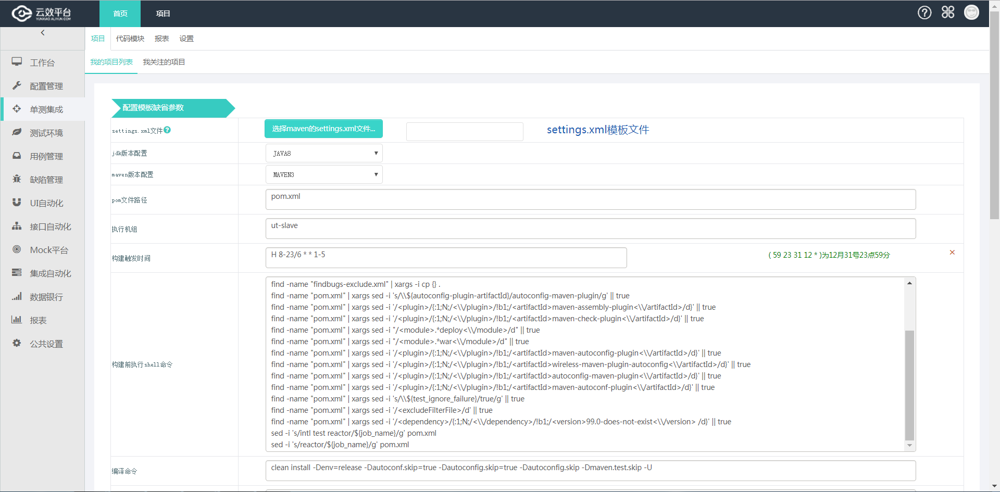 云效平台
YUNXIAO.ALIYUN.COM
首页
项目
项目
代码模块
报表
设置
我的项目列表
我关注的项目
工作台
配置管理
单测集成
测试环境
用例管理
缺陷管理
UI自动化
接口自动化
Mock平台
集成自动化
数据银行
报表
公共设置
配置模板缺省参数
settings.xml文件
选择maven的settings.xml文件...
settings.xml模板文件
jdk版本配置
JAVA8
maven版本配置
MAVEN3
pom文件路径
pom.xml
执行机组
ut-slave
构建触发时间
H 8-23/6 * * 1-5
( 59 23 31 12 * )为12月31号23点59分
构建前执行shell命令
find -name "findbugs-exclude.xml" | xargs -i cp {} .
find -name "pom.xml" | xargs sed -i 's/\\${autoconfig-plugin-artifactId}/autoconfig-maven-plugin/g' || true
find -name "pom.xml" | xargs sed -i '/<plugin>/{:1;N;/<\\/plugin>/!b1;/<artifactId>maven-assembly-plugin<\\/artifactId>/d}' || true
find -name "pom.xml" | xargs sed -i '/<plugin>/{:1;N;/<\\/plugin>/!b1;/<artifactId>maven-check-plugin<\\/artifactId>/d}' || true
find -name "pom.xml" | xargs sed -i "/<module>.*deploy<\\/module>/d" || true
find -name "pom.xml" | xargs sed -i "/<module>.*war<\\/module>/d" || true
find -name "pom.xml" | xargs sed -i '/<plugin>/{:1;N;/<\\/plugin>/!b1;/<artifactId>maven-autoconfig-plugin<\\/artifactId>/d}' || true
find -name "pom.xml" | xargs sed -i '/<plugin>/{:1;N;/<\\/plugin>/!b1;/<artifactId>wireless-maven-plugin-autoconfig<\\/artifactId>/d}' || true
find -name "pom.xml" | xargs sed -i '/<plugin>/{:1;N;/<\\/plugin>/!b1;/<artifactId>autoconfig-maven-plugin<\\/artifactId>/d}' || true
find -name "pom.xml" | xargs sed -i '/<plugin>/{:1;N;/<\\/plugin>/!b1;/<artifactId>maven-autoconf-plugin<\\/artifactId>/d}' || true
find -name "pom.xml" | xargs sed -i 's/\\${test_ignore_failure}/true/g' || true
find -name "pom.xml" | xargs sed -i '/<excludeFilterFile>/d' || true
find -name "pom.xml" | xargs sed -i '/<dependency>/{:1;N;/<\\/dependency>/!b1;/<version>99.0-does-not-exist<\\/version> /d}' || true
sed -i 's/intl test reactor/${job_name}/g' pom.xml
sed -i 's/reactor/${job_name}/g' pom.xml
编译命令
clean install -Denv=release -Dautoconf.skip=true -Dautoconfig.skip=true -Dautoconfig.skip -Dmaven.test.skip -U